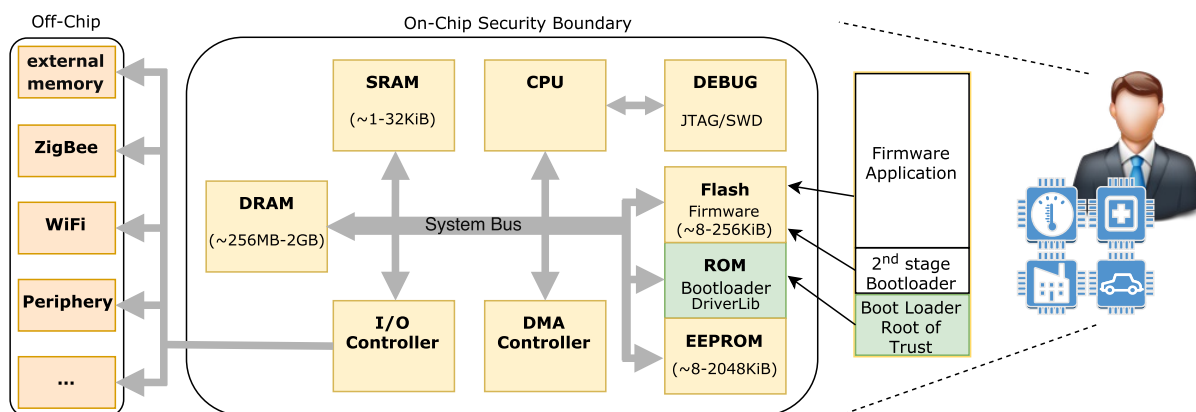 Off-Chip
On-Chip Security Boundary
external
memory
ZigBee
WiFi
Periphery
...
SRAM
(~1-32KiB)
CPU
DEBUG
JTAG/SWD
DRAM
(~256MB-2GB)
System Bus
Flash
Firmware
(~8-256KiB)
ROM
Bootloader
DriverLib
EEPROM
(~8-2048KiB)
I/O
Controller
DMA
Controller
Firmware
Application
2nd stage
Bootloader
Boot Loader
Root of
Trust